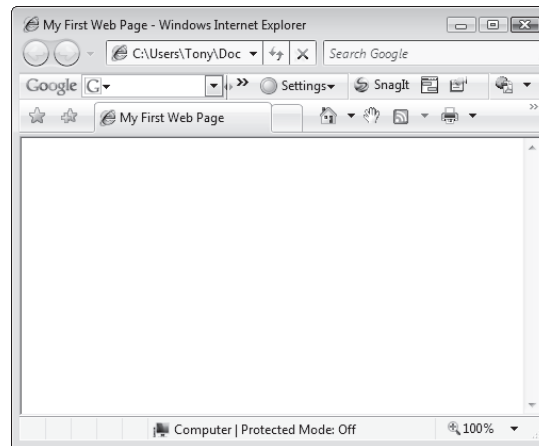 My First Web Page - Windows Internet Explorer
C:\Users\Tony\Doc Search Google
Google G Settings SnagIt
My First Web Page
Computer | Protected Mode: Off 100%